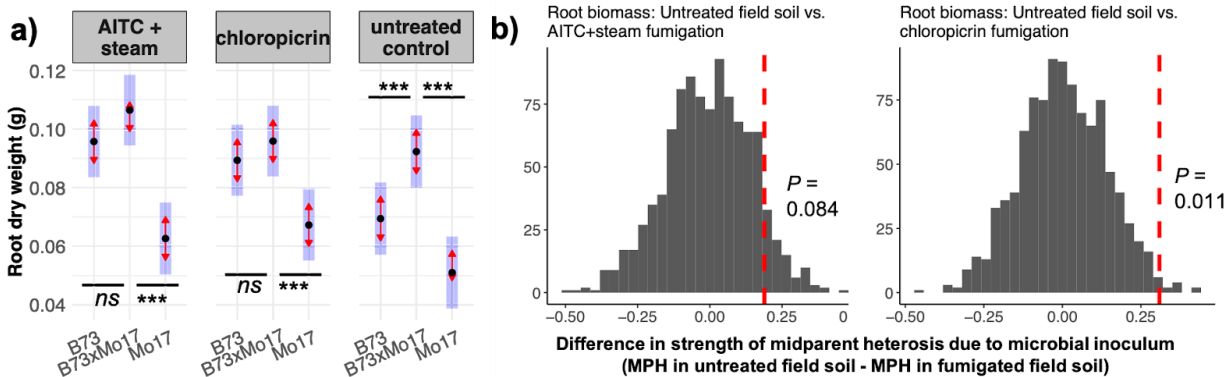 a)
AITC +
steam
chloropicrin
untreated
control
Root dry weight (g)
0.12
0.10
0.08
0.06
0.04
ns
***
ns
***
***
***
B73
B73xMo17
Mo17
B73
B73xMo17
Mo17
B73
B73xMo17
Mo17
b)
Root biomass: Untreated field soil vs.
AITC+steam fumigation
75
50
25
0
P =
0.084
−0.50
−0.25
0.00
0.25
0
Root biomass: Untreated field soil vs.
chloropicrin fumigation
75
50
25
0
P =
0.011
−0.50
−0.25
0.00
0.25
Difference in strength of midparent heterosis due to microbial inoculum
(MPH in untreated field soil - MPH in fumigated field soil)